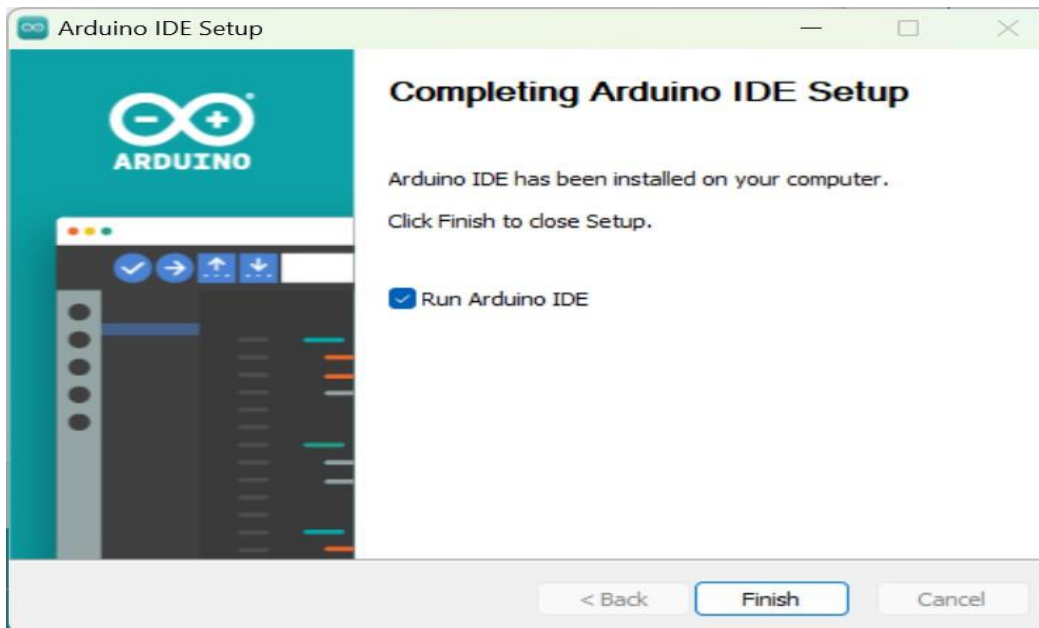 Arduino IDE Setup
ARDUINO
Completing Arduino IDE Setup
Arduino IDE has been installed on your computer.
Click Finish to close Setup.
Run Arduino IDE
< Back
Finish
Cancel